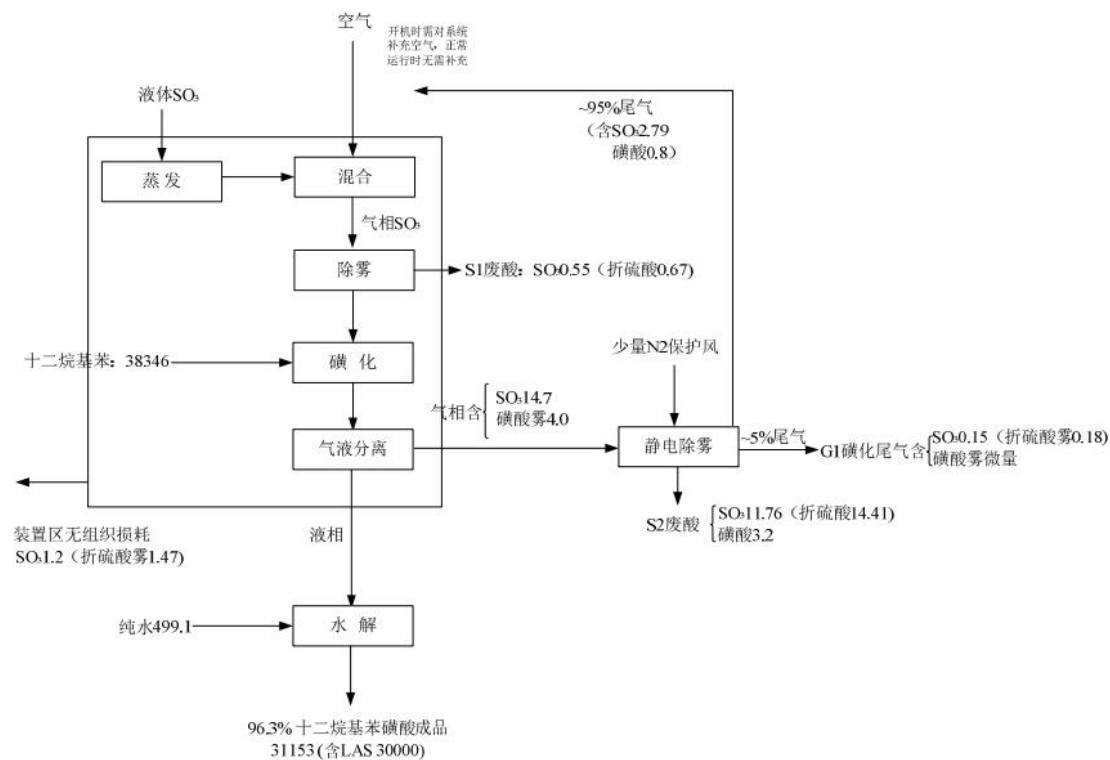 空气
开机时需对系统
补充空气，正常
运行时无需补充
液体SO₃
~95%尾气
（含SO₃2.79
磺酸0.8）
蒸发
混合
气相SO₃
除雾
S1废酸：SO₃0.55（折硫酸0.67）
少量N2保护风
十二烷基苯：38346
磺化
气相含
SO₃14.7
磺酸雾4.0
气液分离
静电除雾
~5%尾气
G1磺化尾气含
SO₃0.15（折硫酸雾0.18）
磺酸雾微量
S2废酸
SO₃11.76（折硫酸14.41）
磺酸3.2
装置区无组织损耗
SO₃1.2（折硫酸雾1.47）
液相
纯水499.1
水解
96.3%十二烷基苯磺酸成品
31153(含LAS 30000)